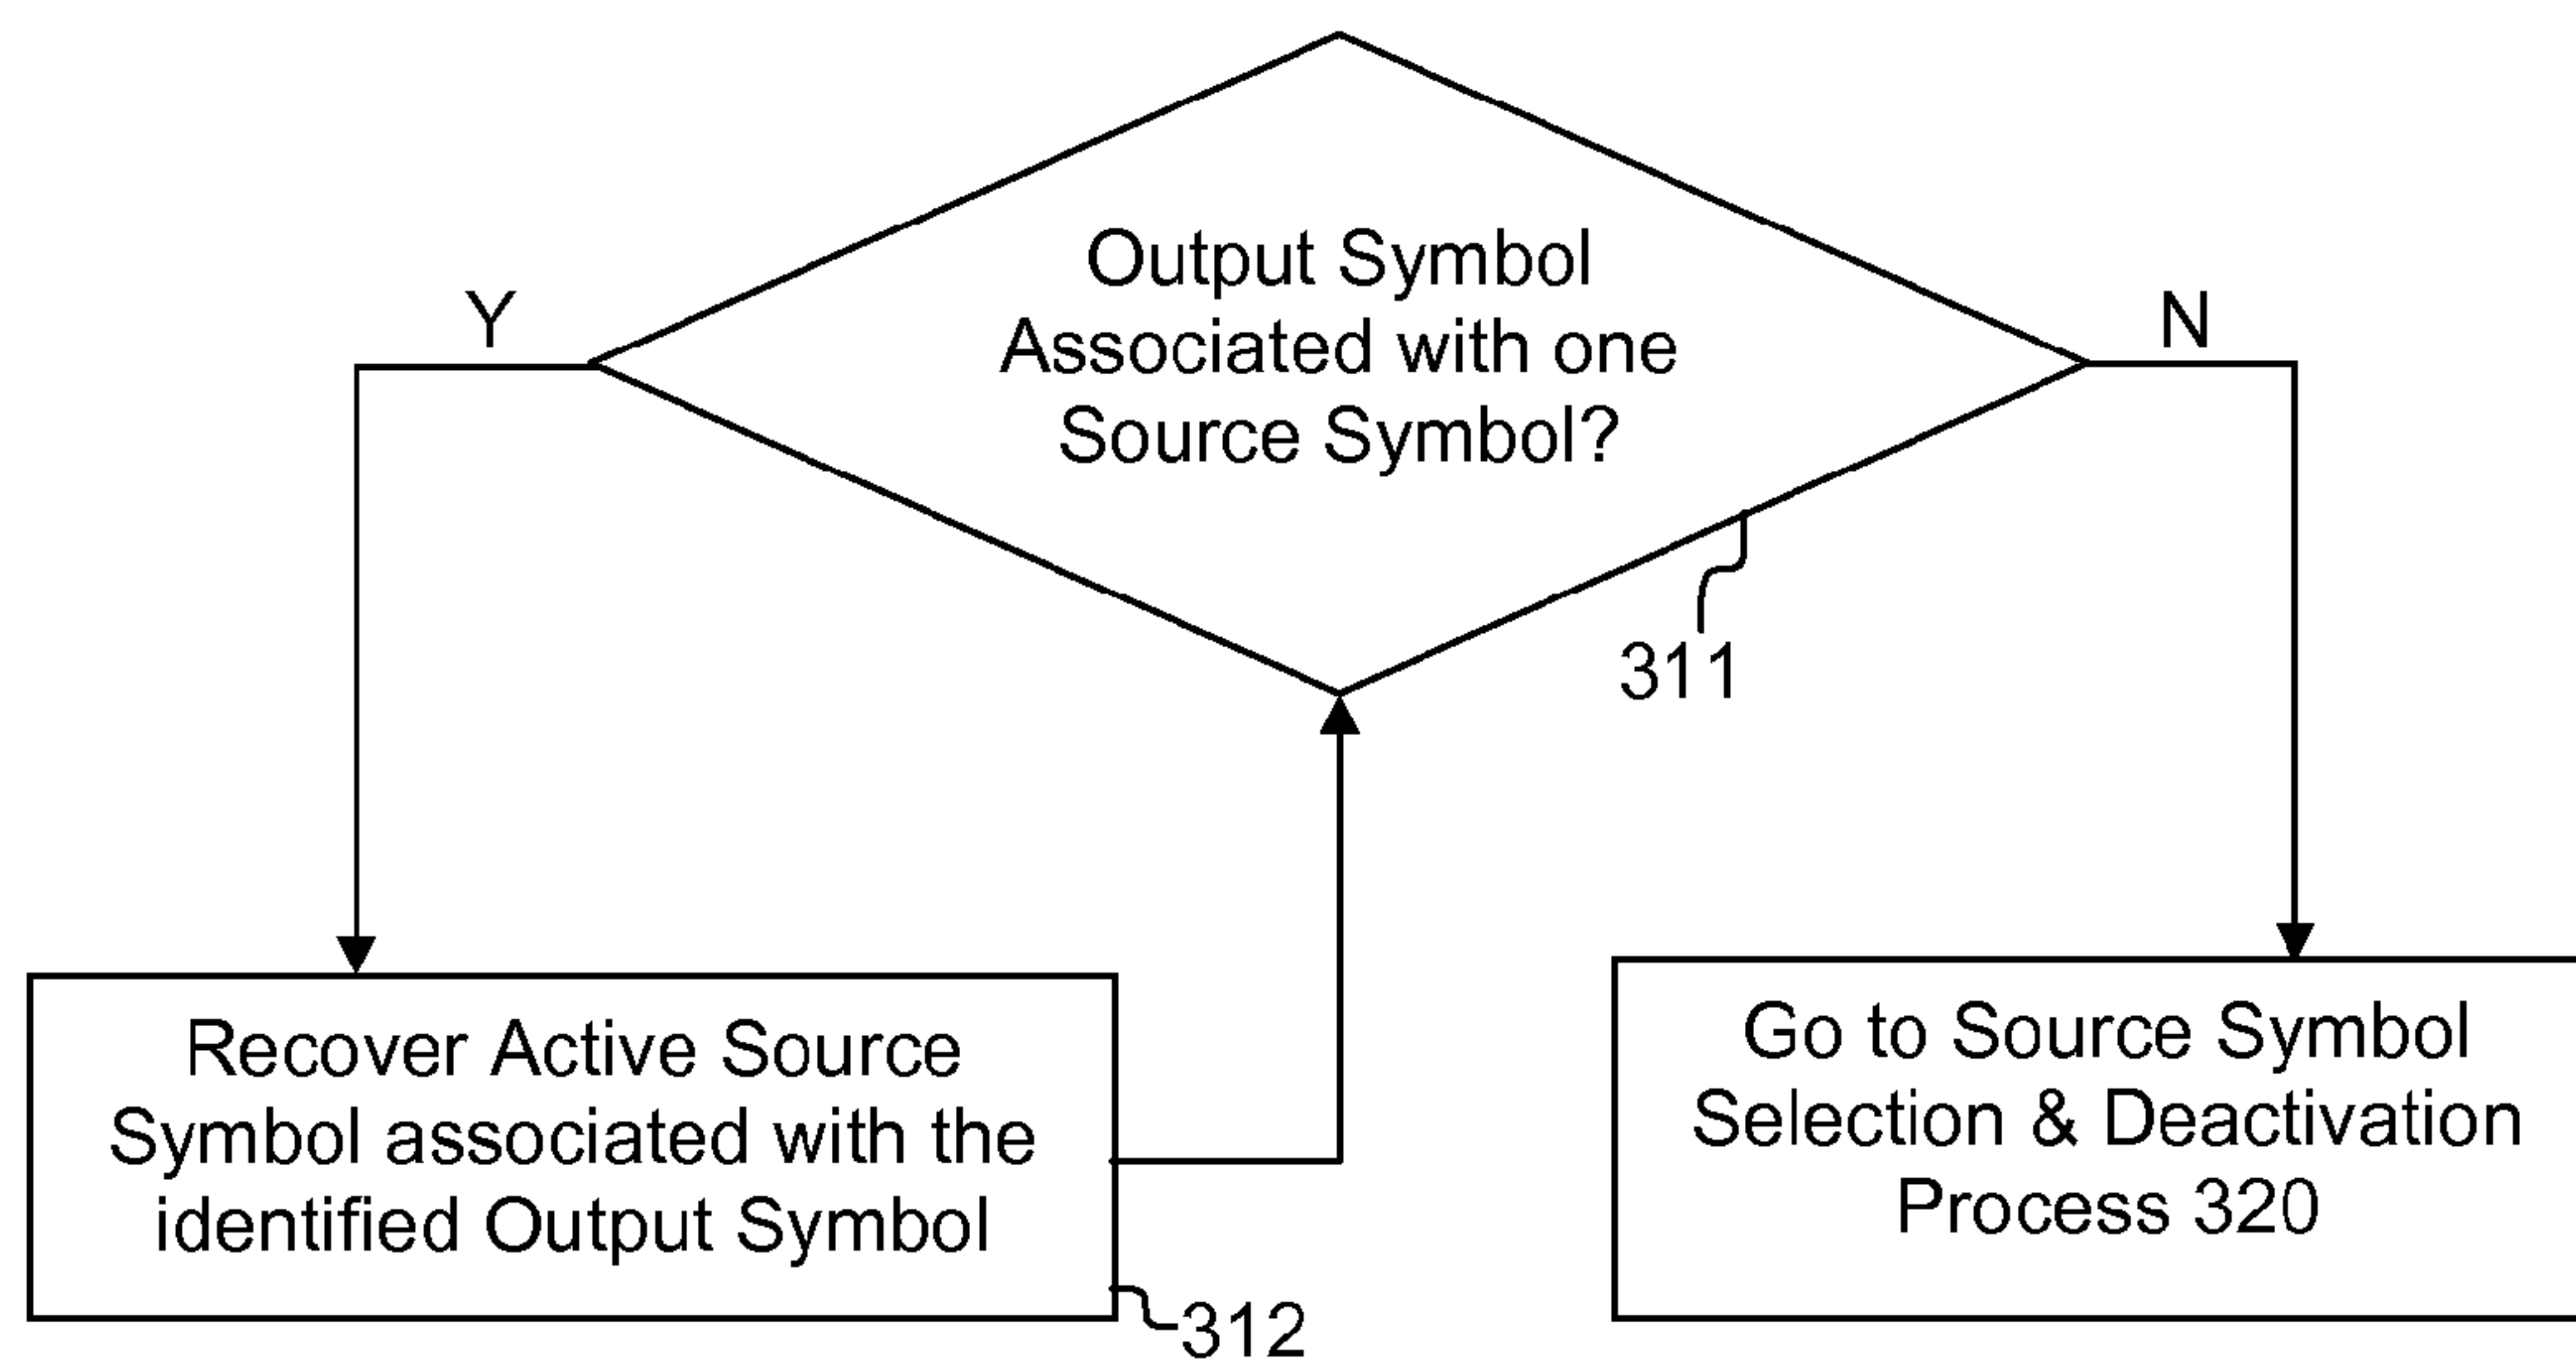 Output Symbol
Associated with one
Source Symbol?
Y
N
311
Recover Active Source
Symbol associated with the
identified Output Symbol
312
Go to Source Symbol
Selection & Deactivation
Process 320